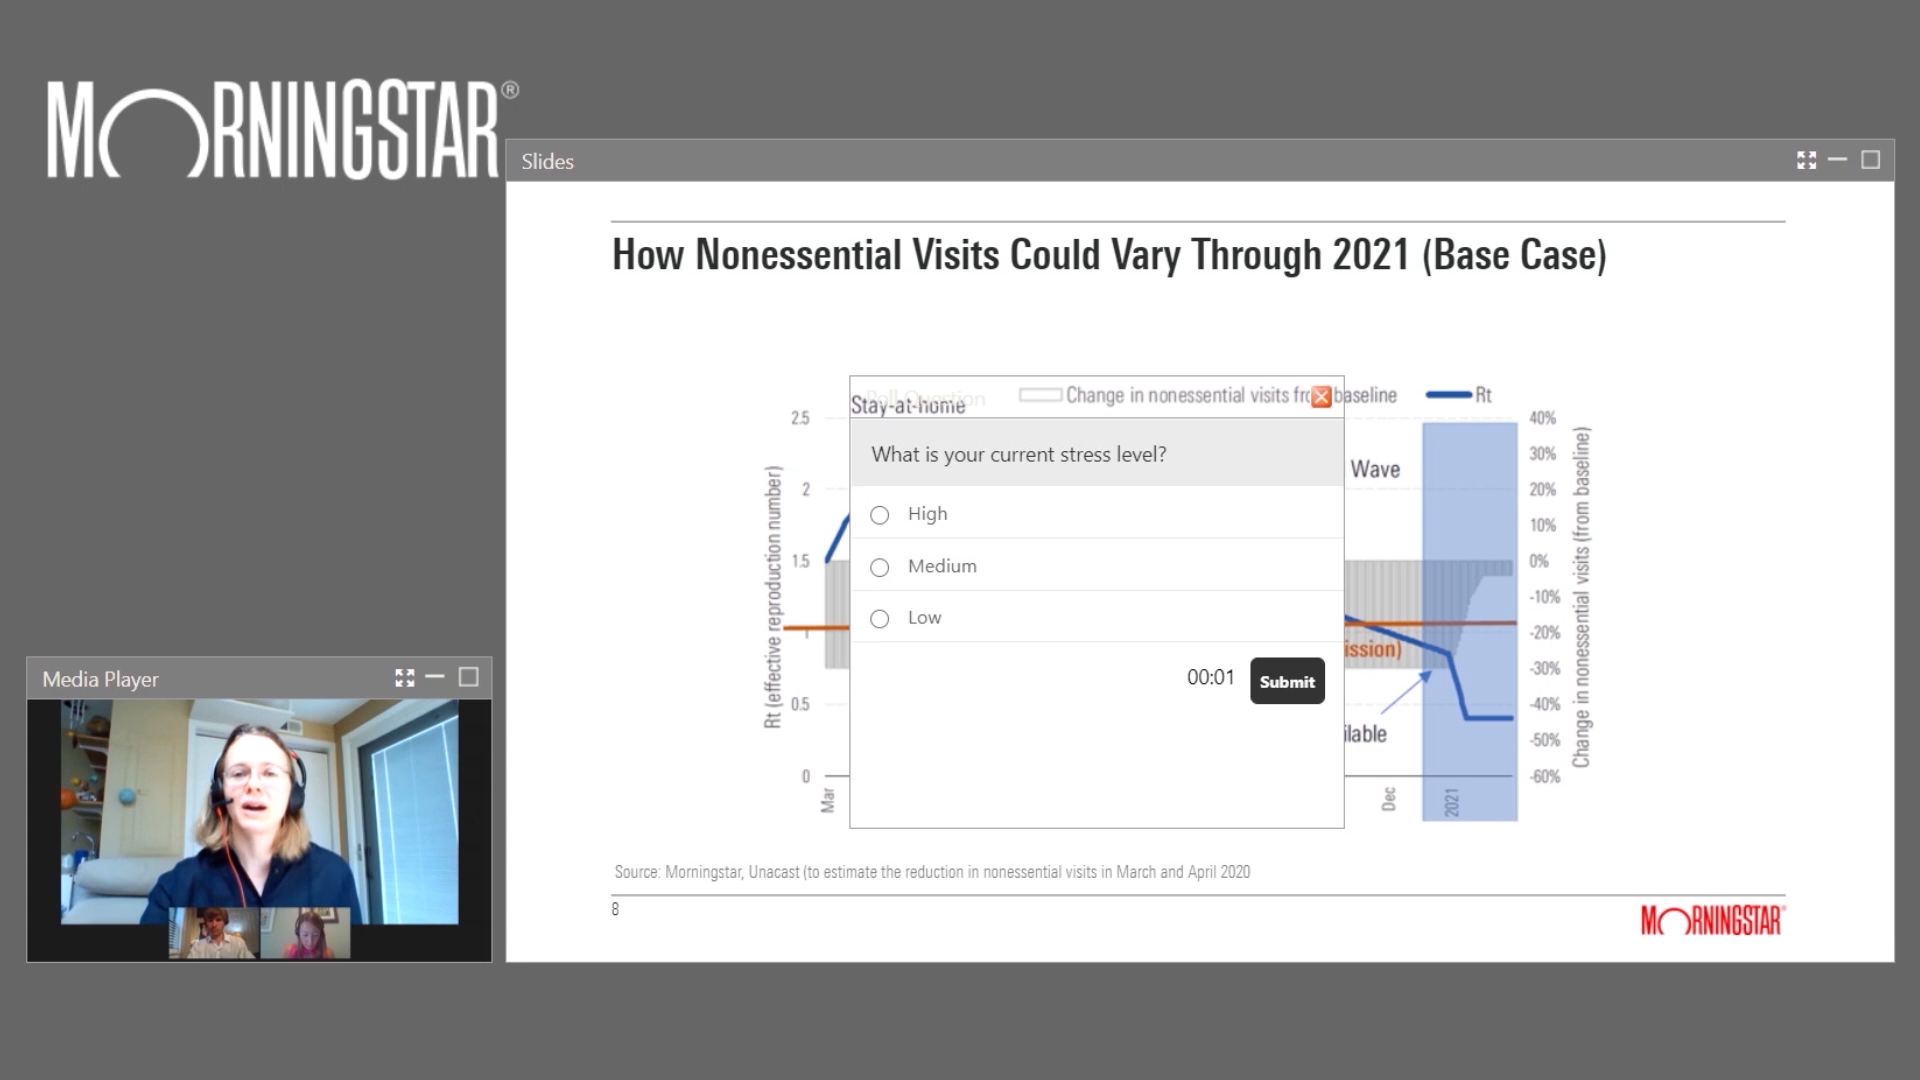 MORNINGSTAR®
Slides
How Nonessential Visits Could Vary Through 2021 (Base Case)
Poll Question
Stay-at-home
Change in nonessential visits fr
baseline
Rt
What is your current stress level?
High
Medium
Low
00:01
Submit
Wave
ission)
ilable
Rt (effective reproduction number)
2.5
2
1.5
1
0.5
0
40%
30%
20%
10%
0%
-10%
-20%
-30%
-40%
-50%
-60%
Change in nonessential visits (from baseline)
Mar
Dec
2021
Source: Morningstar, Unacast (to estimate the reduction in nonessential visits in March and April 2020
8
MORNINGSTAR®
Media Player